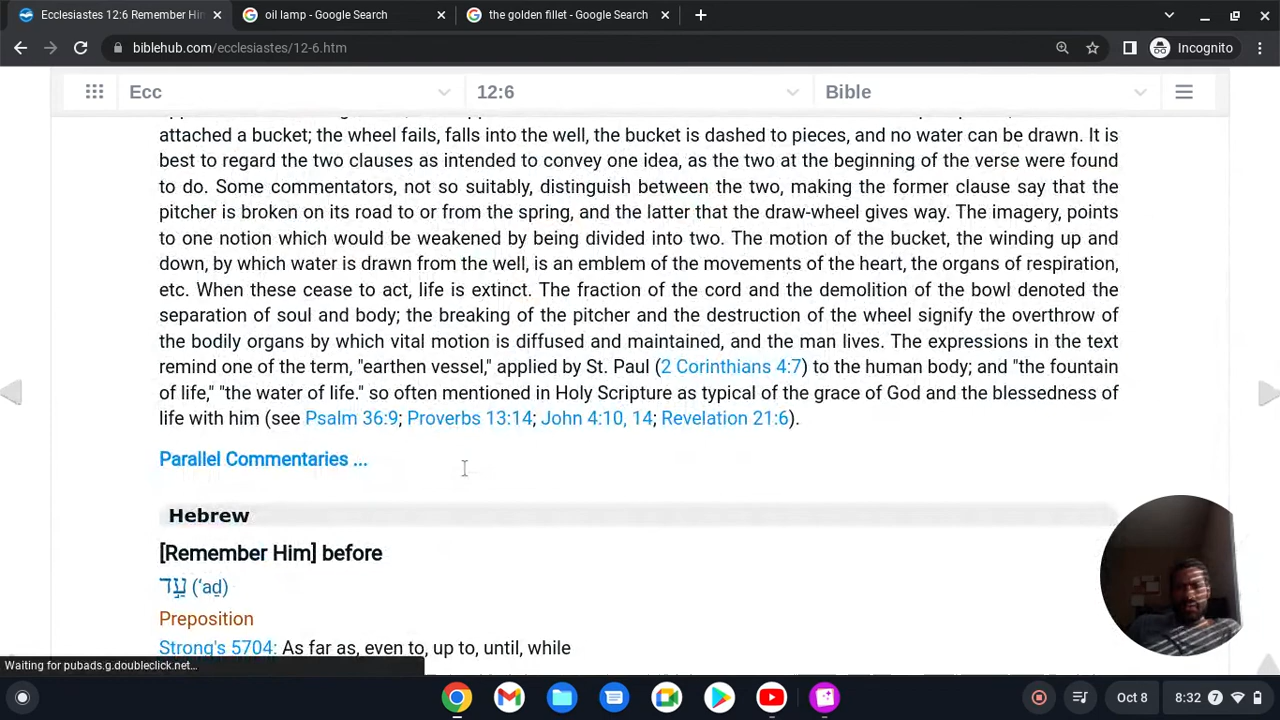 Ecclesiastes 12:6 Remember Hi
oil lamp - Google Search
the golden fillet - Google Search
biblehub.com/ecclesiastes/12-6.htm
Incognito
Ecc
12:6
Bible
attached a bucket; the wheel fails, falls into the well, the bucket is dashed to pieces, and no water can be drawn. It is
best to regard the two clauses as intended to convey one idea, as the two at the beginning of the verse were found
to do. Some commentators, not so suitably, distinguish between the two, making the former clause say that the
pitcher is broken on its road to or from the spring, and the latter that the draw-wheel gives way. The imagery, points
to one notion which would be weakened by being divided into two. The motion of the bucket, the winding up and
down, by which water is drawn from the well, is an emblem of the movements of the heart, the organs of respiration,
etc. When these cease to act, life is extinct. The fraction of the cord and the demolition of the bowl denoted the
separation of soul and body; the breaking of the pitcher and the destruction of the wheel signify the overthrow of
the bodily organs by which vital motion is diffused and maintained, and the man lives. The expressions in the text
remind one of the term, "earthen vessel," applied by St. Paul (2 Corinthians 4:7) to the human body; and "the fountain
of life," "the water of life." so often mentioned in Holy Scripture as typical of the grace of God and the blessedness of
life with him (see Psalm 36:9; Proverbs 13:14; John 4:10, 14; Revelation 21:6).
Parallel Commentaries ...
Hebrew
[Remember Him] before
עַ֣ד (‘aḏ)
Preposition
Strong's 5704: As far as, even to, up to, until, while
Waiting for pubads.g.doubleclick.net...
Oct 8
8:32
7